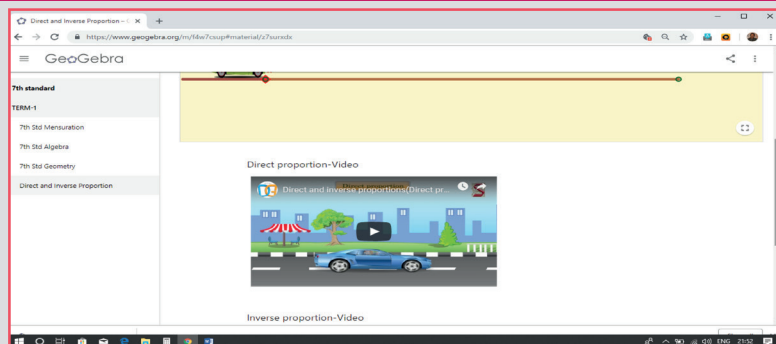 Direct and Inverse Proportion – G
https://www.geogebra.org/m/f4w7csup#material/z7sursdx
GeoGebra
7th standard
TERM-1
7th Std Mensuration
7th Std Algebra
7th Std Geometry
Direct and Inverse Proportion
Direct proportion-Video
Direct and Inverse proportions(Direct pr...
Direct proportion
Inverse proportion-Video
ENG 21:52